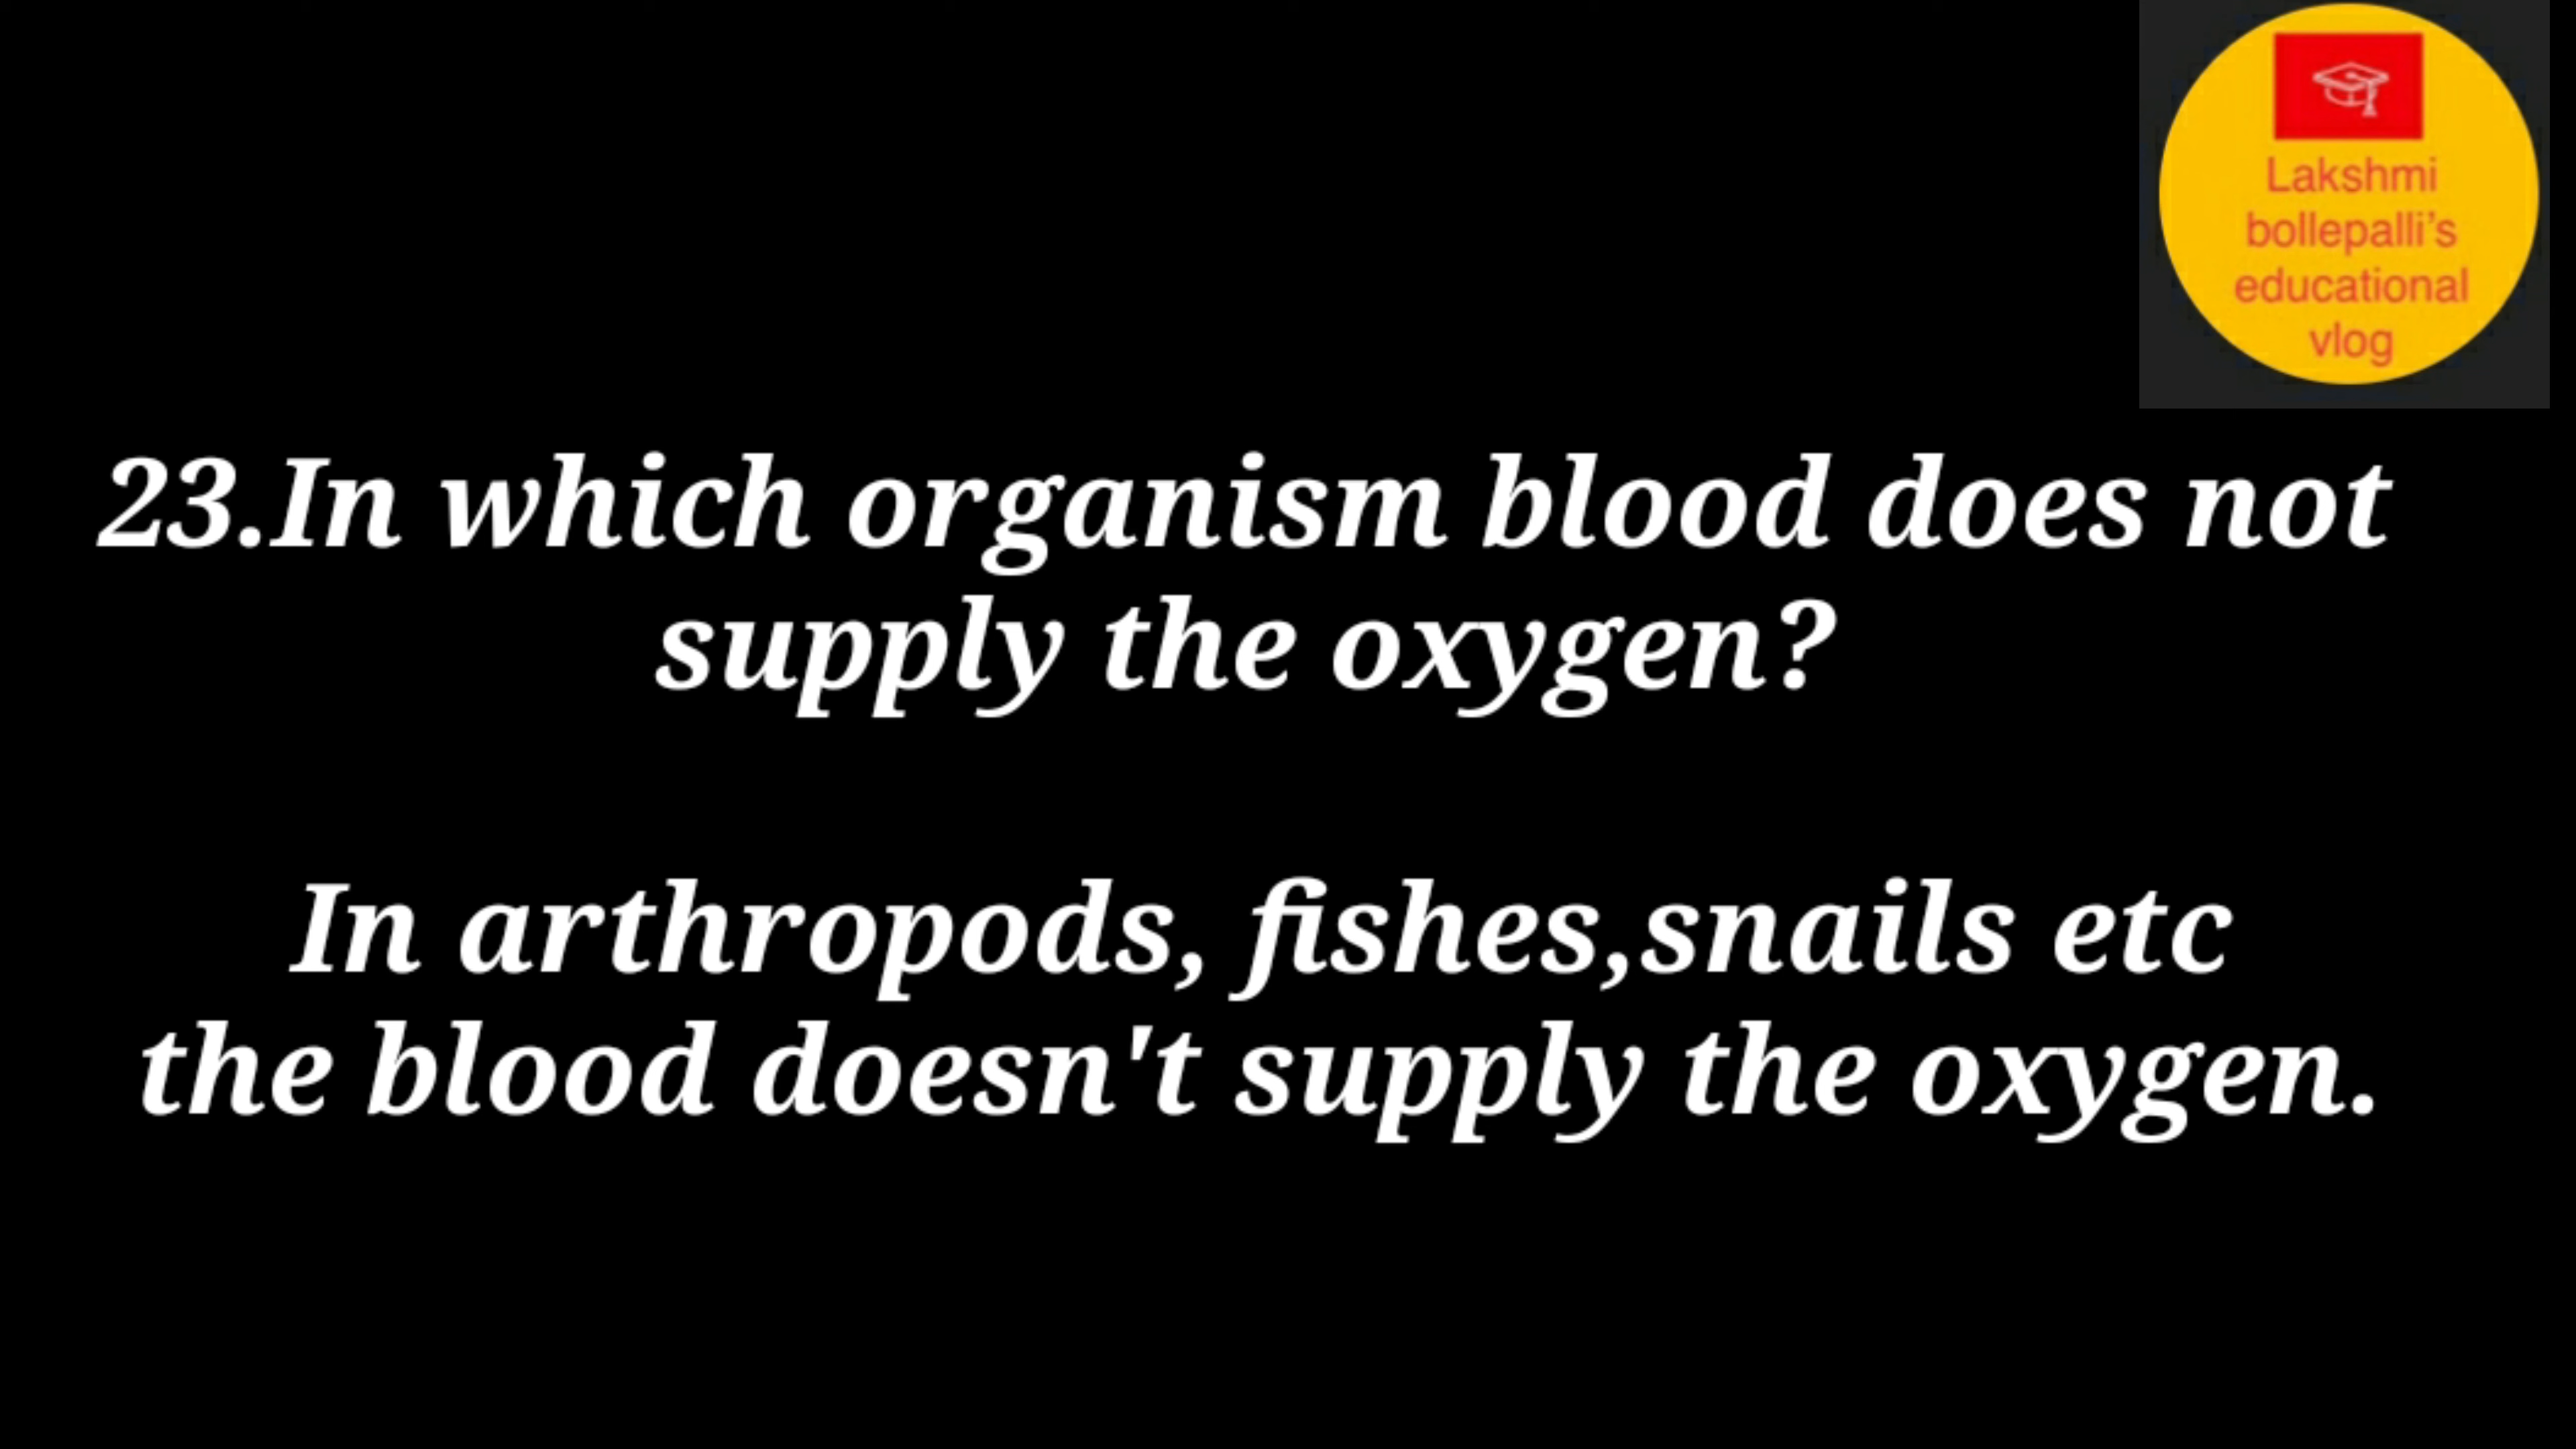 Lakshmi
bollepalli’s
educational
vlog
23.In which organism blood does not
supply the oxygen?
In arthropods, fishes,snails etc
the blood doesn't supply the oxygen.